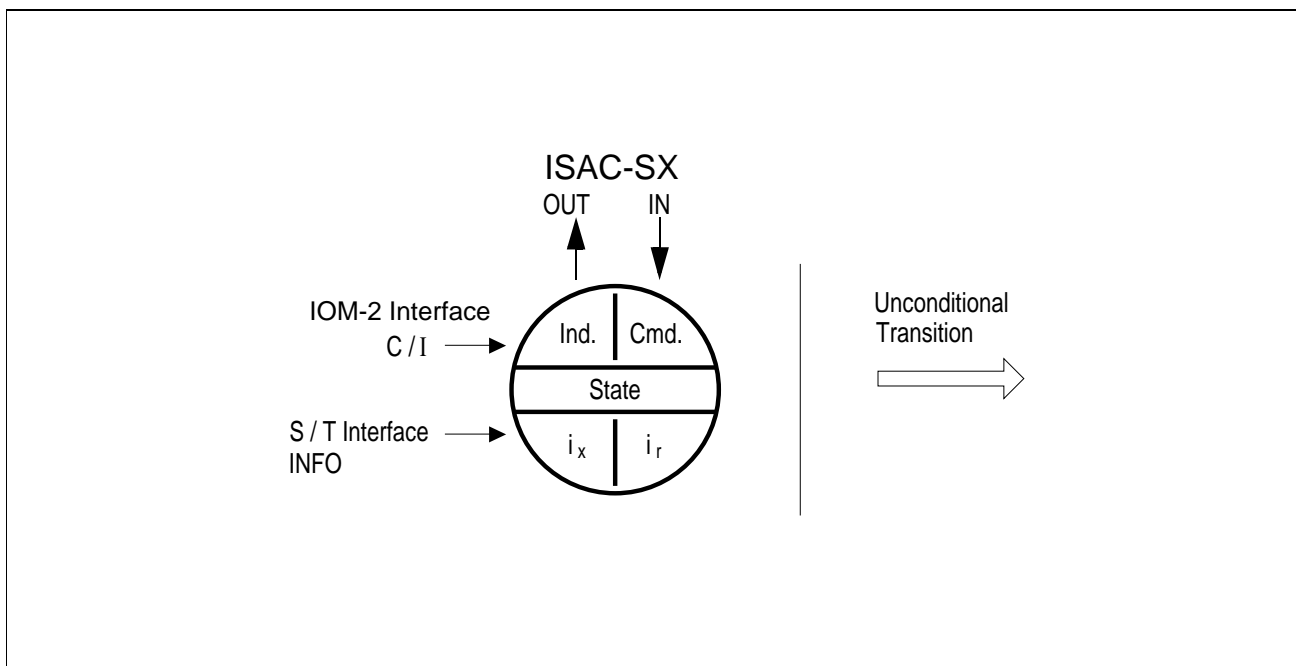 ISAC-SX
OUT IN
IOM-2 Interface
C / I
Ind. Cmd.
State
S / T Interface
INFO
i x i r
Unconditional
Transition